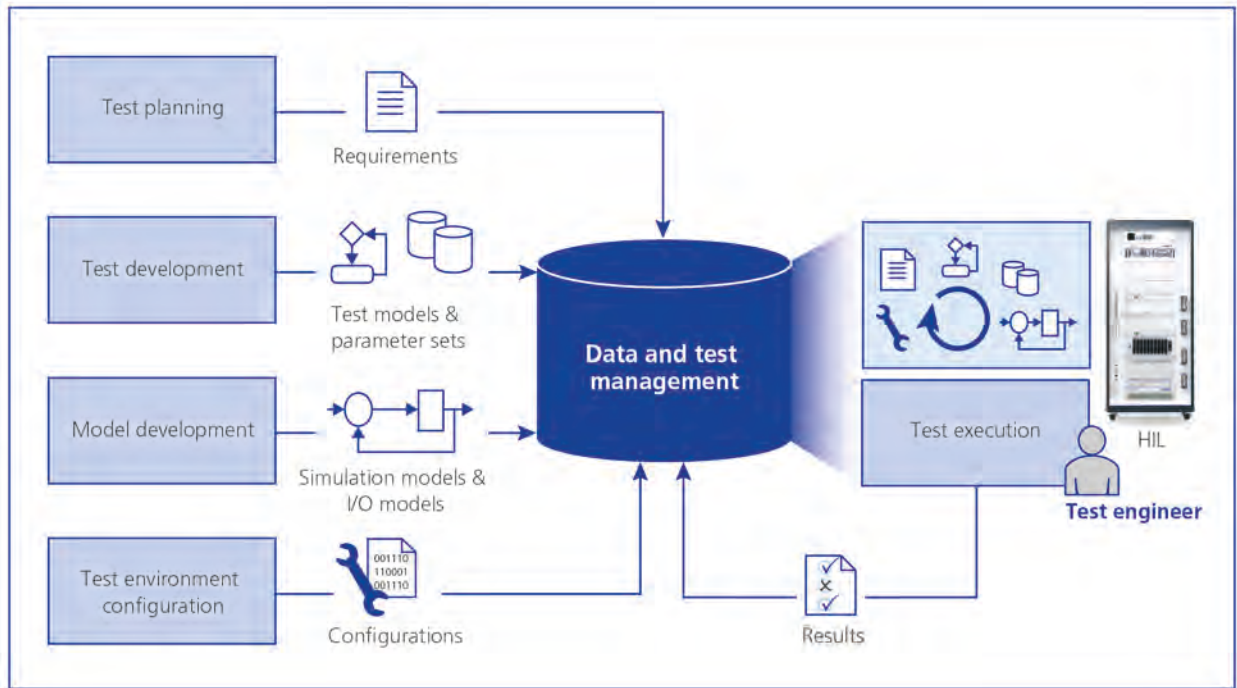 Test planning
Requirements
Test development
Test models &
parameter sets
Model development
Simulation models &
I/O models
Test environment
configuration
001110
110001
001110
Configurations
Data and test
management
Test execution
HIL
Test engineer
Results